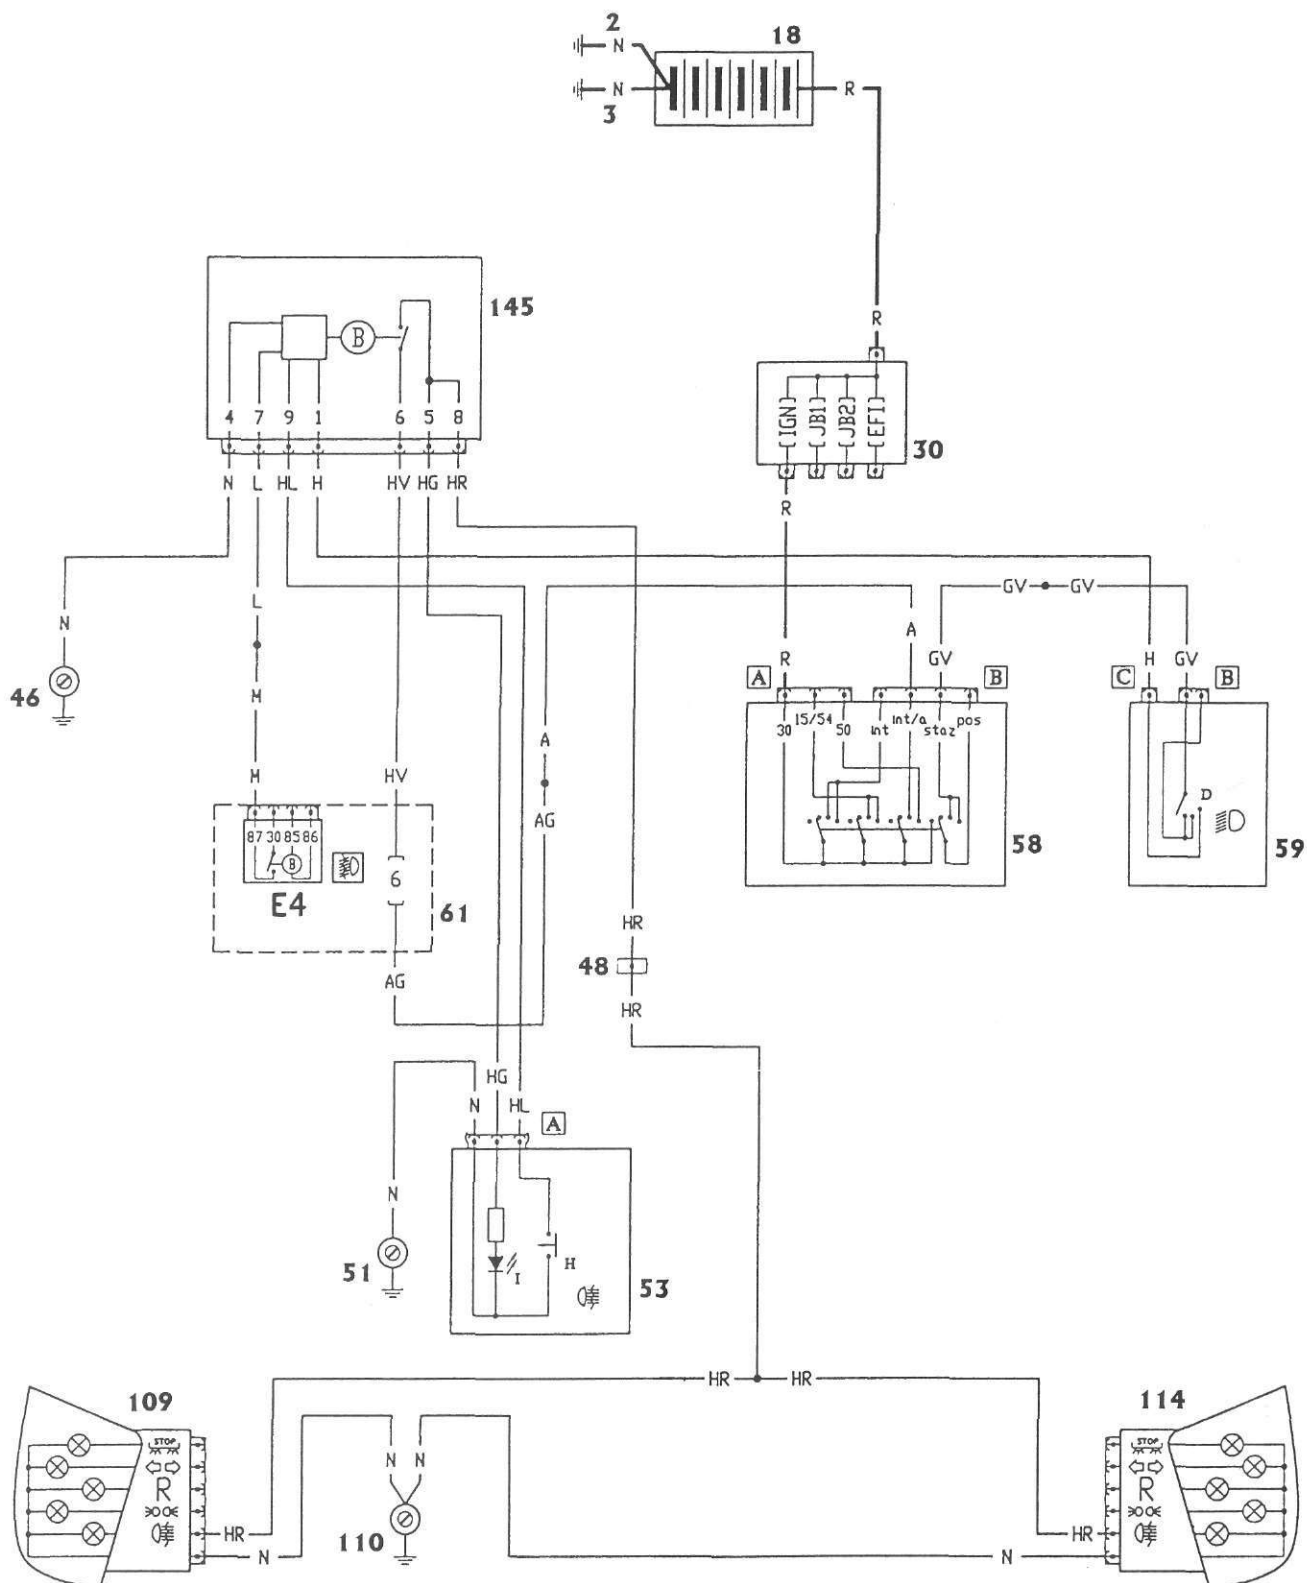 2
N
18
N
3
R
R
145
B
4 7 9 1 6 5 8
IGN JB1 JB2 EFI
30
N L HL H HV HG HR
R
L
N
A
GV GV
46
M
A R GV B
C H GV B
30 15/54 50 int int/a staz pos
A
M HV
AG
D
87 30 85 86
B
6
E4
61
58
59
HR
48
AG
HR
HG
N HL A
N
51
I H
53
109
HR HR
114
STOP
R
N N
STOP
R
HR
110
HR
N
N